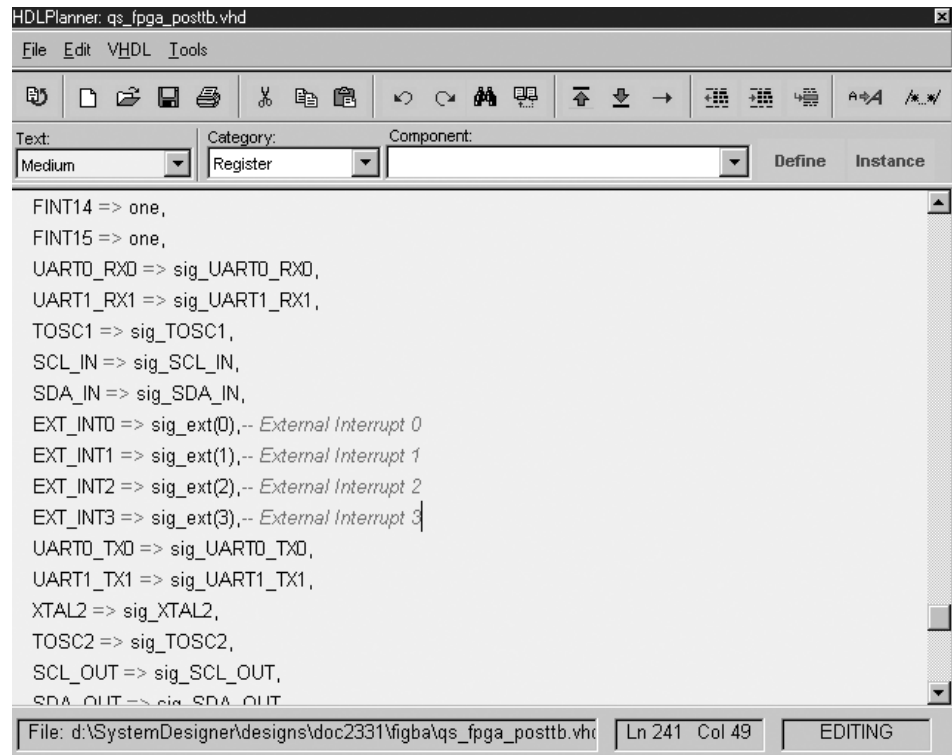 HDLPlanner: qs_fpga_posttb.vhd
File Edit VHDL Tools
A⇒A /*..*/
Text: Category: Component:
Medium Register Define Instance
FINT14 => one,
FINT15 => one,
UART0_RX0 => sig_UART0_RX0,
UART1_RX1 => sig_UART1_RX1,
TOSC1 => sig_TOSC1,
SCL_IN => sig_SCL_IN,
SDA_IN => sig_SDA_IN,
EXT_INT0 => sig_ext(0),-- External Interrupt 0
EXT_INT1 => sig_ext(1),-- External Interrupt 1
EXT_INT2 => sig_ext(2),-- External Interrupt 2
EXT_INT3 => sig_ext(3),-- External Interrupt 3
UART0_TX0 => sig_UART0_TX0,
UART1_TX1 => sig_UART1_TX1,
XTAL2 => sig_XTAL2,
TOSC2 => sig_TOSC2,
SCL_OUT => sig_SCL_OUT,
SDA_OUT => sig_SDA_OUT
File: d:\SystemDesigner\designs\doc2331\figba\qs_fpga_posttb.vhd Ln 241 Col 49 EDITING